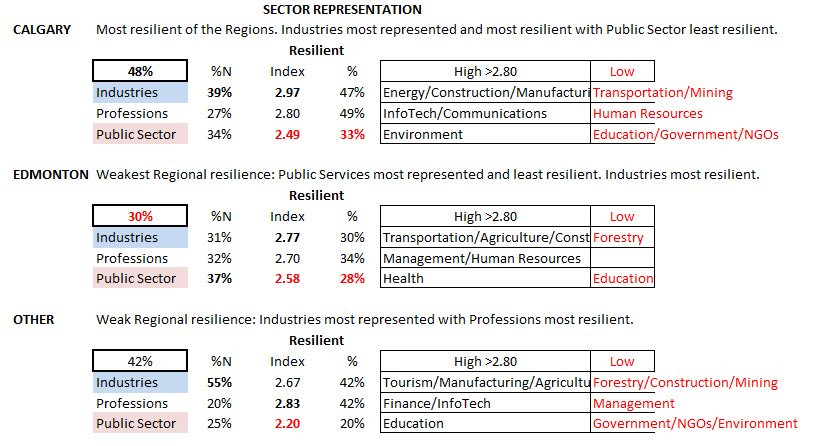 SECTOR REPRESENTATION
CALGARY Most resilient of the Regions. Industries most represented and most resilient with Public Sector least resilient.
Resilient
48% %N Index % High >2.80 Low
Industries 39% 2.97 47% Energy/Construction/Manufacturi Transportation/Mining
Professions 27% 2.80 49% InfoTech/Communications Human Resources
Public Sector 34% 2.49 33% Environment Education/Government/NGOs
EDMONTON Weakest Regional resilience: Public Services most represented and least resilient. Industries most resilient.
Resilient
30% %N Index % High >2.80 Low
Industries 31% 2.77 30% Transportation/Agriculture/Const Forestry
Professions 32% 2.70 34% Management/Human Resources
Public Sector 37% 2.58 28% Health Education
OTHER Weak Regional resilience: Industries most represented with Professions most resilient.
Resilient
42% %N Index % High >2.80 Low
Industries 55% 2.67 42% Tourism/Manufacturing/Agricultu Forestry/Construction/Mining
Professions 20% 2.83 42% Finance/InfoTech Management
Public Sector 25% 2.20 20% Education Government/NGOs/Environment